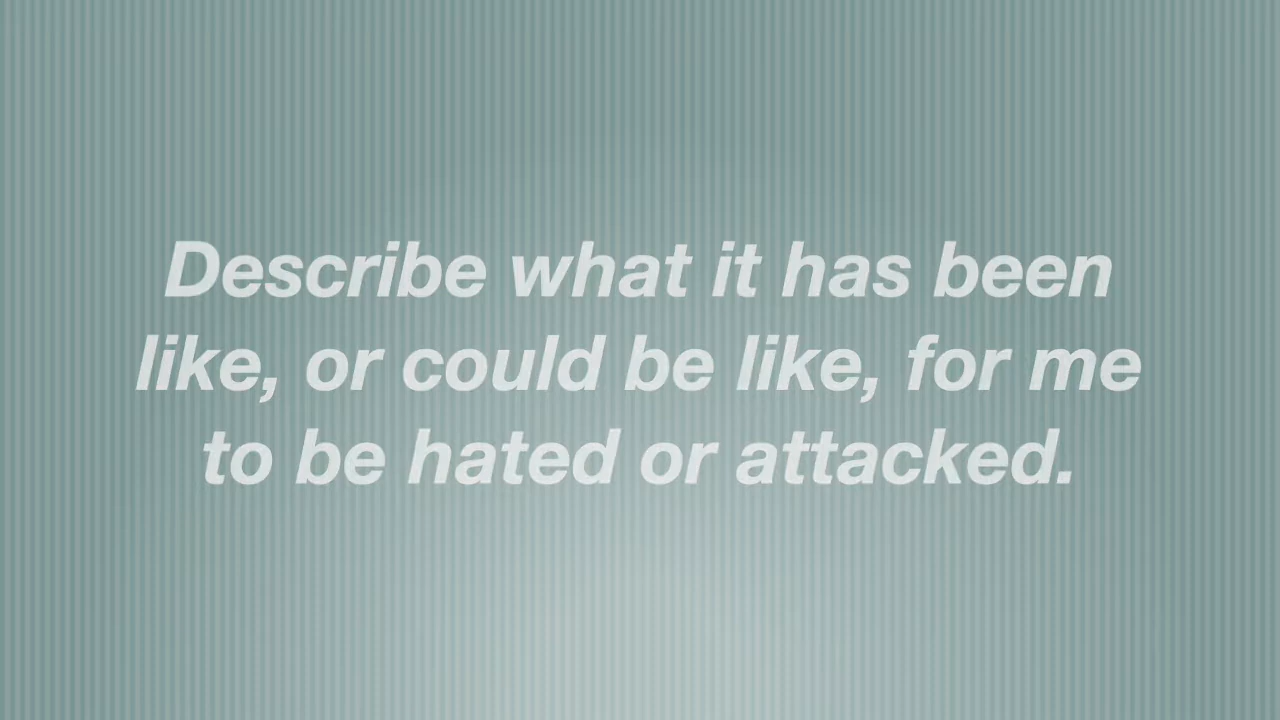 Describe what it has been
like, or could be like, for me
to be hated or attacked.